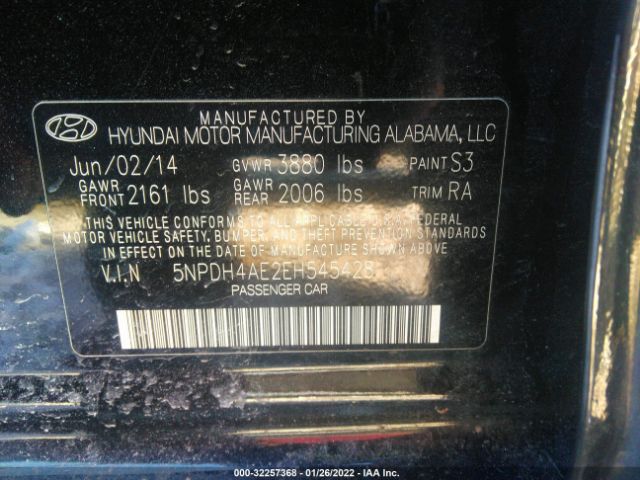 MANUFACTURED BY
HYUNDAI MOTOR MANUFACTURING ALABAMA, LLC
Jun/02/14 GVWR 3880 lbs PAINT S3
GAWR FRONT 2161 lbs GAWR REAR 2006 lbs TRIM RA
THIS VEHICLE CONFORMS TO ALL APPLICABLE U.S.A. FEDERAL
MOTOR VEHICLE SAFETY, BUMPER, AND THEFT PREVENTION STANDARDS
IN EFFECT ON THE DATE OF MANUFACTURE SHOWN ABOVE
V.I.N 5NPDH4AE2EH545428
PASSENGER CAR
000-32257368 - 01/26/2022 - IAA Inc.